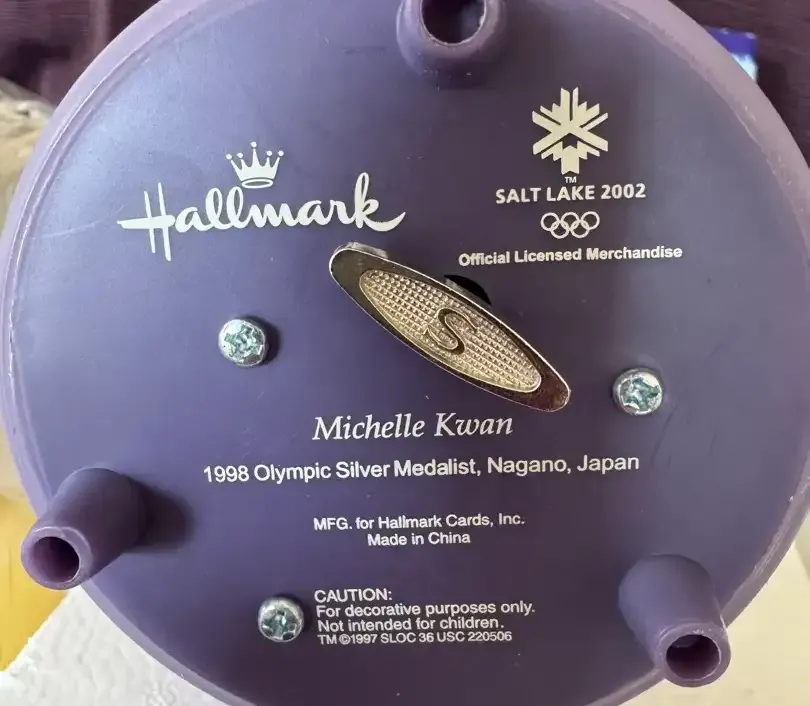 Hallmark
TM
SALT LAKE 2002
Official Licensed Merchandise
S
Michelle Kwan
1998 Olympic Silver Medalist, Nagano, Japan
MFG. for Hallmark Cards, Inc.
Made in China
CAUTION:
For decorative purposes only.
Not intended for children.
TM ©1997 SLOC 36 USC 220506